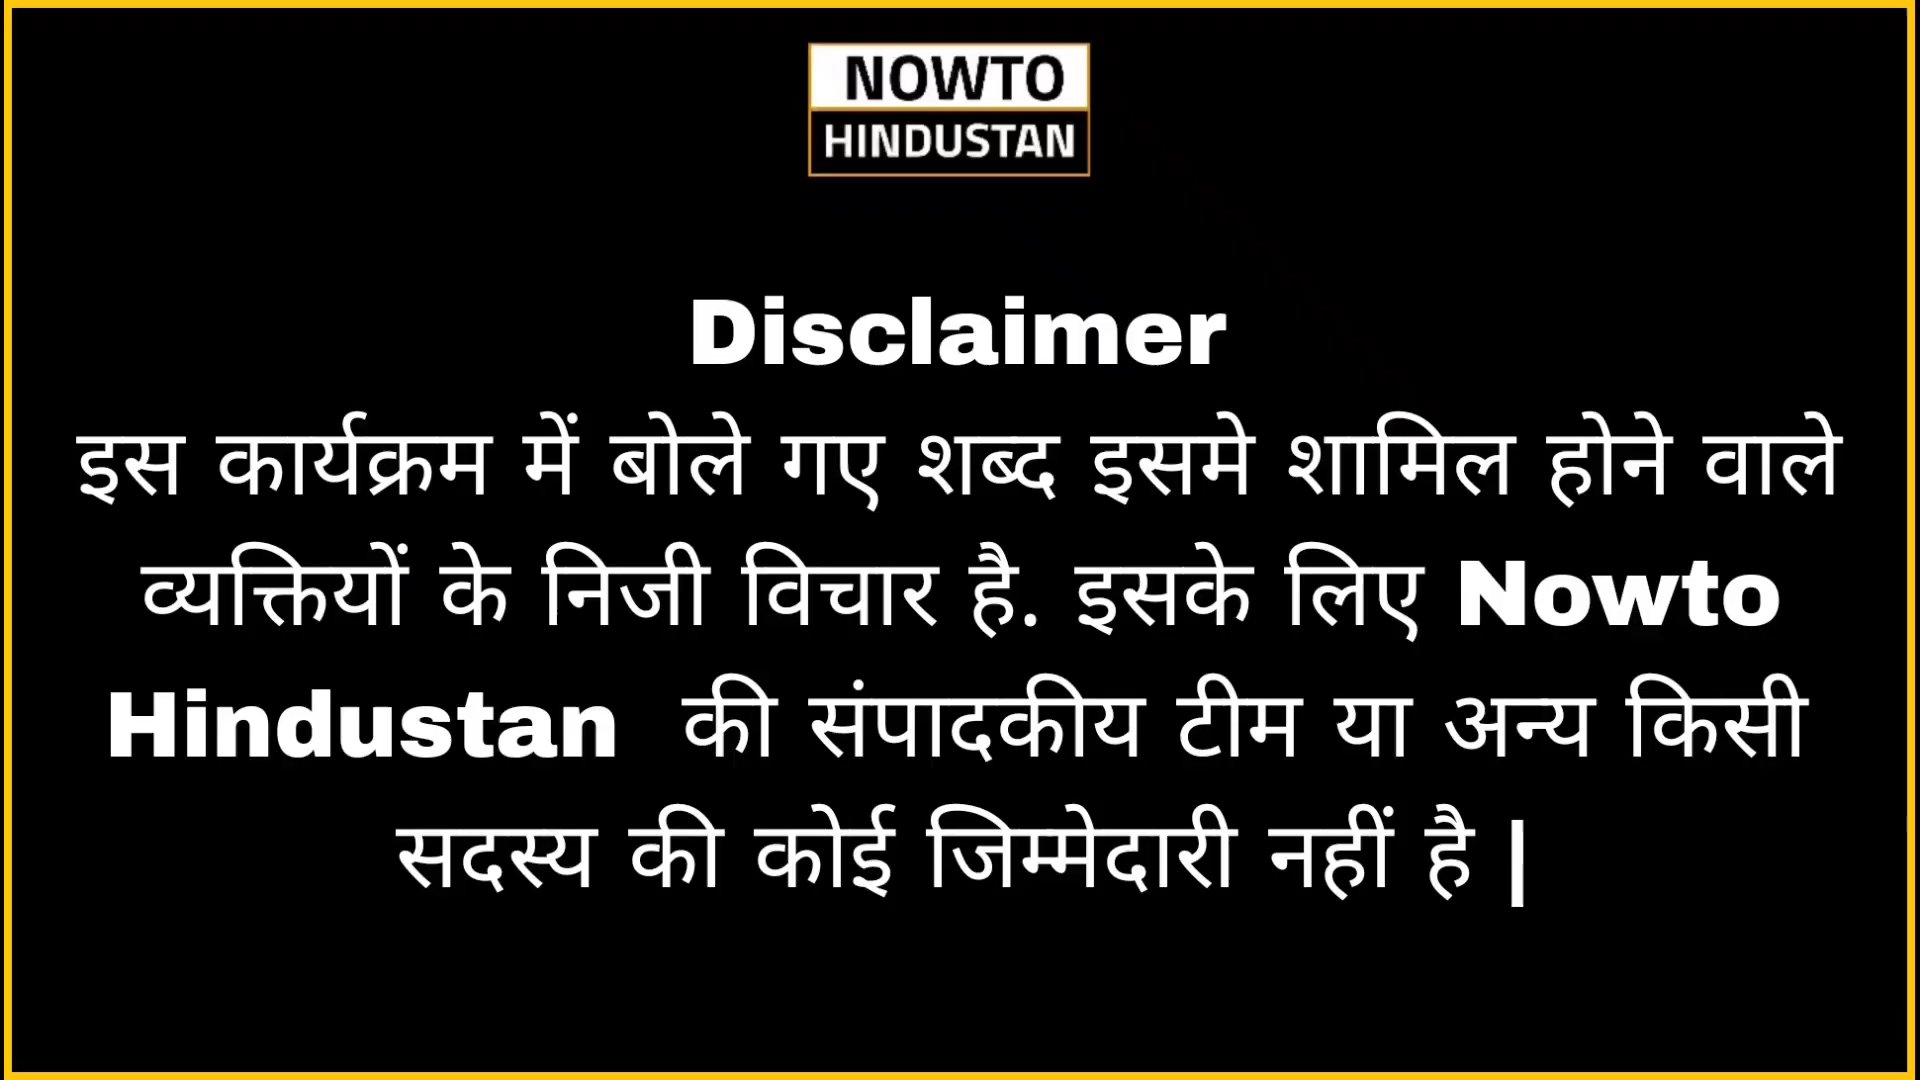 NOWTO
HINDUSTAN
Disclaimer
इस कार्यक्रम में बोले गए शब्द इसमे शामिल होने वाले
व्यक्तियों के निजी विचार है. इसके लिए Nowto
Hindustan की संपादकीय टीम या अन्य किसी
सदस्य की कोई जिम्मेदारी नहीं है |